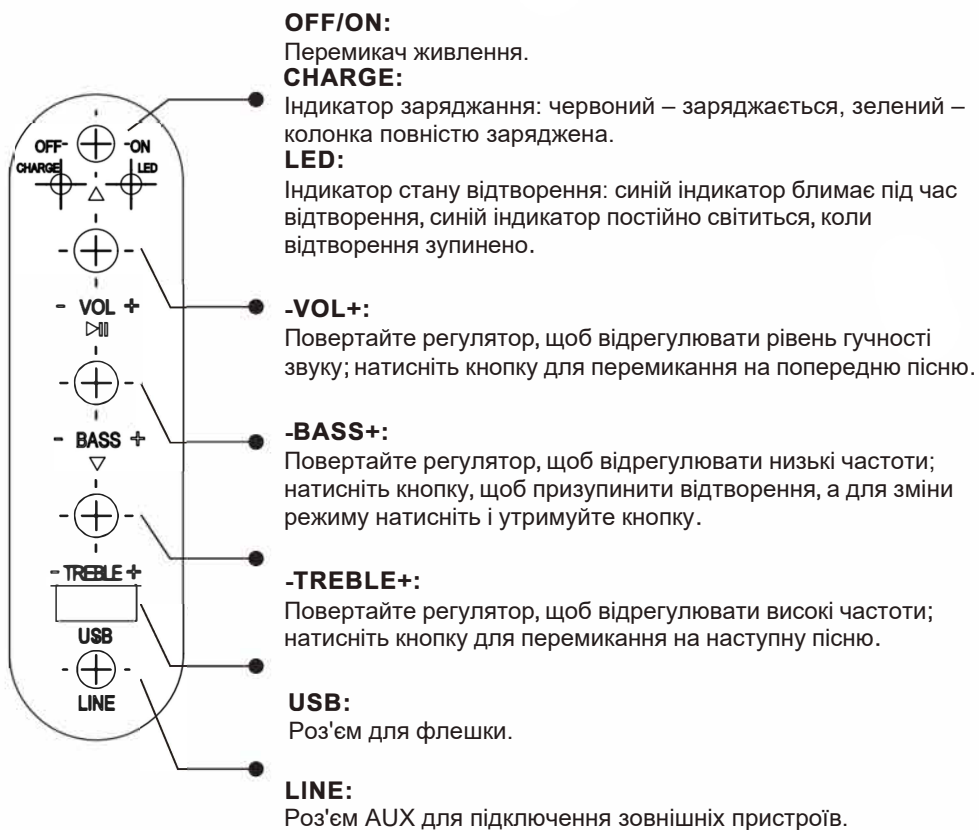 OFF/ON:
Перемикач живлення.
CHARGE:
Індикатор заряджання: червоний – заряджається, зелений –
колонка повністю заряджена.
LED:
Індикатор стану відтворення: синій індикатор блимає під час
відтворення, синій індикатор постійно світиться, коли
відтворення зупинено.
-VOL+:
Повертайте регулятор, щоб відрегулювати рівень гучності
звуку; натисніть кнопку для перемикання на попередню пісню.
-BASS+:
Повертайте регулятор, щоб відрегулювати низькі частоти;
натисніть кнопку, щоб призупинити відтворення, а для зміни
режиму натисніть і утримуйте кнопку.
-TREBLE+:
Повертайте регулятор, щоб відрегулювати високі частоти;
натисніть кнопку для перемикання на наступну пісню.
USB:
Роз'єм для флешки.
LINE:
Роз'єм AUX для підключення зовнішніх пристроїв.
OFF- -ON
CHARGE LED
- VOL +
- BASS +
- TREBLE +
USB
LINE